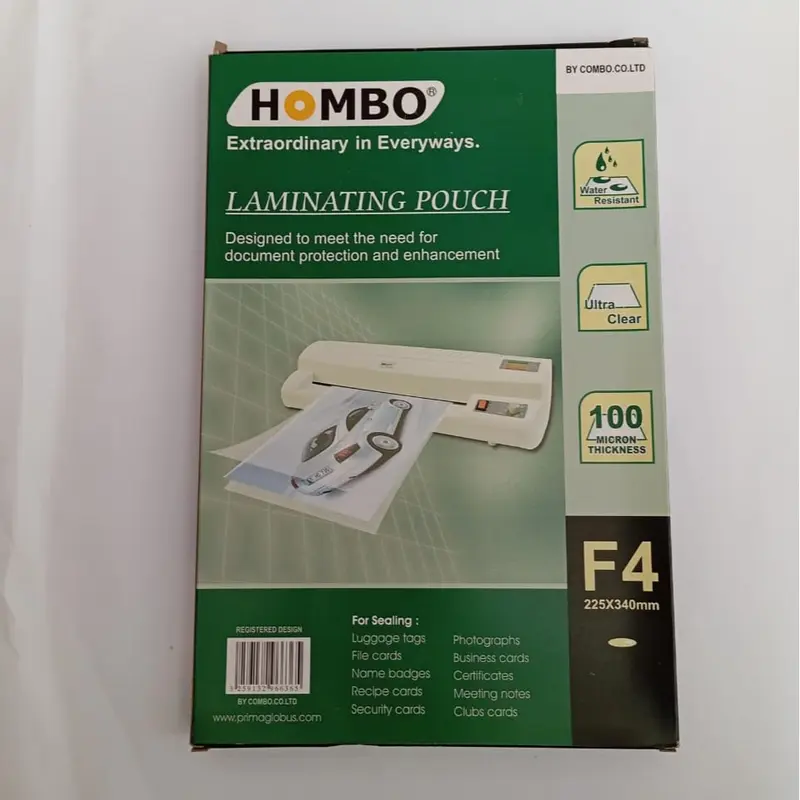 BY COMBO.CO.LTD
HOMBO®
Extraordinary in Everyways.
LAMINATING POUCH
Designed to meet the need for
document protection and enhancement
Water
Resistant
Ultra
Clear
100
MICRON
THICKNESS
F4
225X340mm
REGISTERED DESIGN
BY COMBO.CO.LTD
www.primaglobus.com
For Sealing :
Luggage tags
File cards
Name badges
Recipe cards
Security cards
Photographs
Business cards
Certificates
Meeting notes
Clubs cards